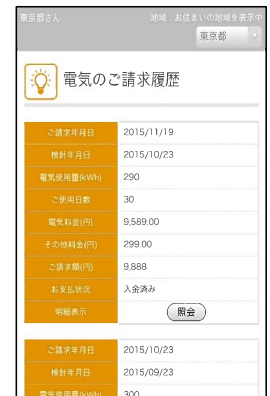 東京都さん
地域：お住まいの地域を表示中
東京都
電気のご請求履歴
ご請求年月日 2015/11/19
検針年月日 2015/10/23
電気使用量(kWh) 290
ご使用日数 30
電気料金(円) 9,589.00
その他料金(円) 299.00
ご請求額(円) 9,888
お支払状況 入金済み
明細表示 照会
ご請求年月日 2015/10/23
検針年月日 2015/09/23
電気使用量(kWh) 300